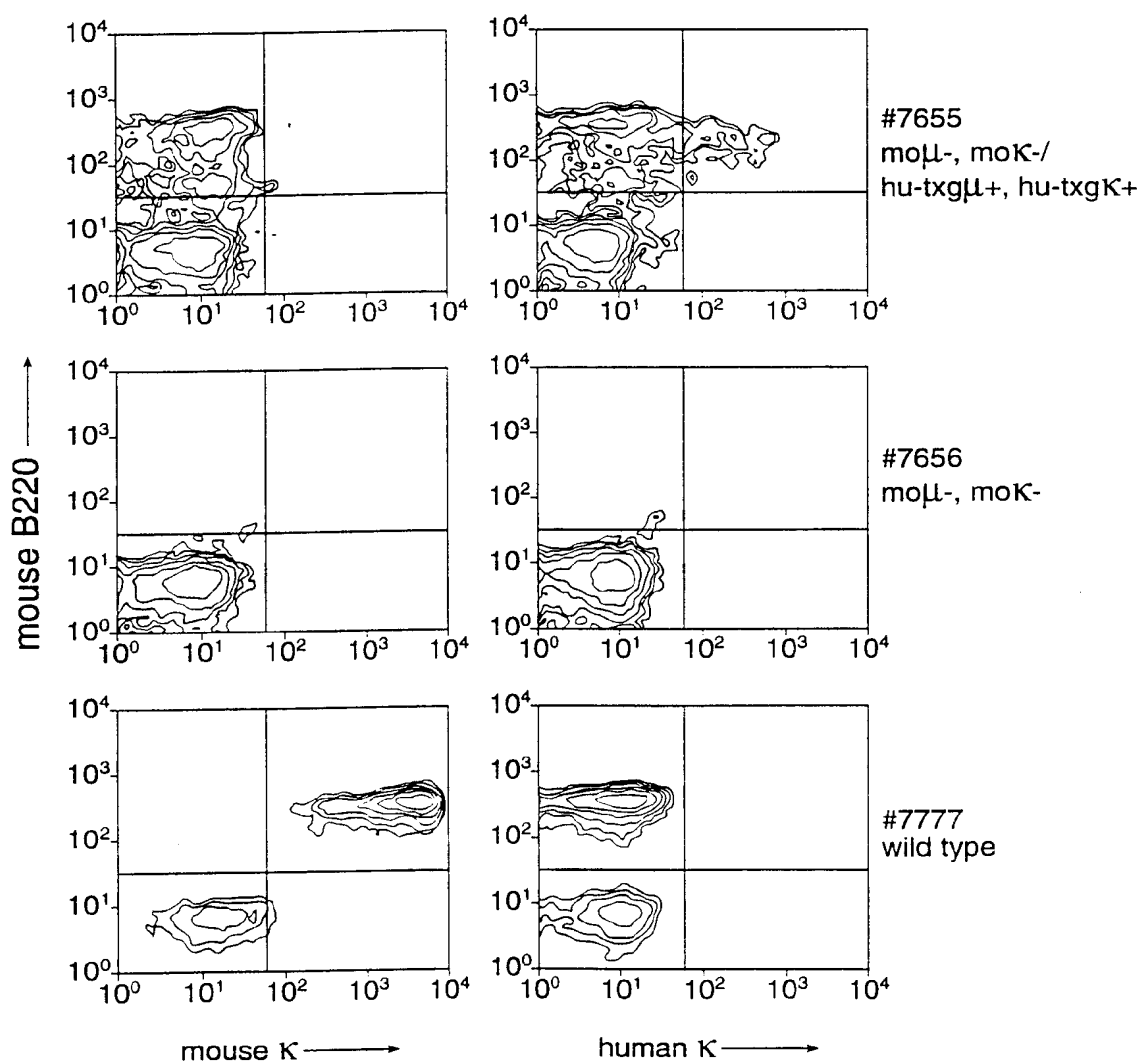 mouse B220
10⁴
10³
10²
10¹
10⁰
10⁰ 10¹ 10² 10³ 10⁴
10⁴
10³
10²
10¹
10⁰
10⁰ 10¹ 10² 10³ 10⁴
#7655
moμ-, moκ-/
hu-txgμ+, hu-txgκ+
10⁴
10³
10²
10¹
10⁰
10⁰ 10¹ 10² 10³ 10⁴
10⁴
10³
10²
10¹
10⁰
10⁰ 10¹ 10² 10³ 10⁴
#7656
moμ-, moκ-
10⁴
10³
10²
10¹
10⁰
10⁰ 10¹ 10² 10³ 10⁴
10⁴
10³
10²
10¹
10⁰
10⁰ 10¹ 10² 10³ 10⁴
#7777
wild type
mouse κ
human κ